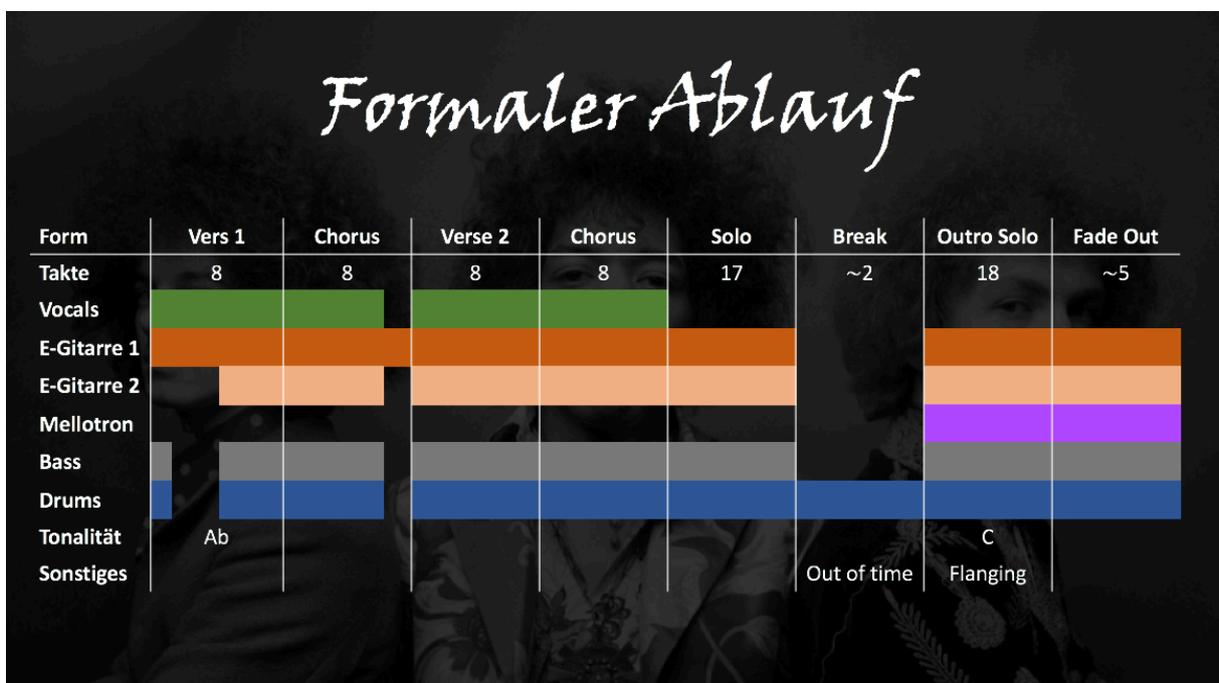 Formaler Ablauf
Form Vers 1 Chorus Verse 2 Chorus Solo Break Outro Solo Fade Out
Takte 8 8 8 8 17 ~2 18 ~5
Vocals
E-Gitarre 1
E-Gitarre 2
Mellotron
Bass
Drums
Tonalität Ab C
Sonstiges Out of time Flanging